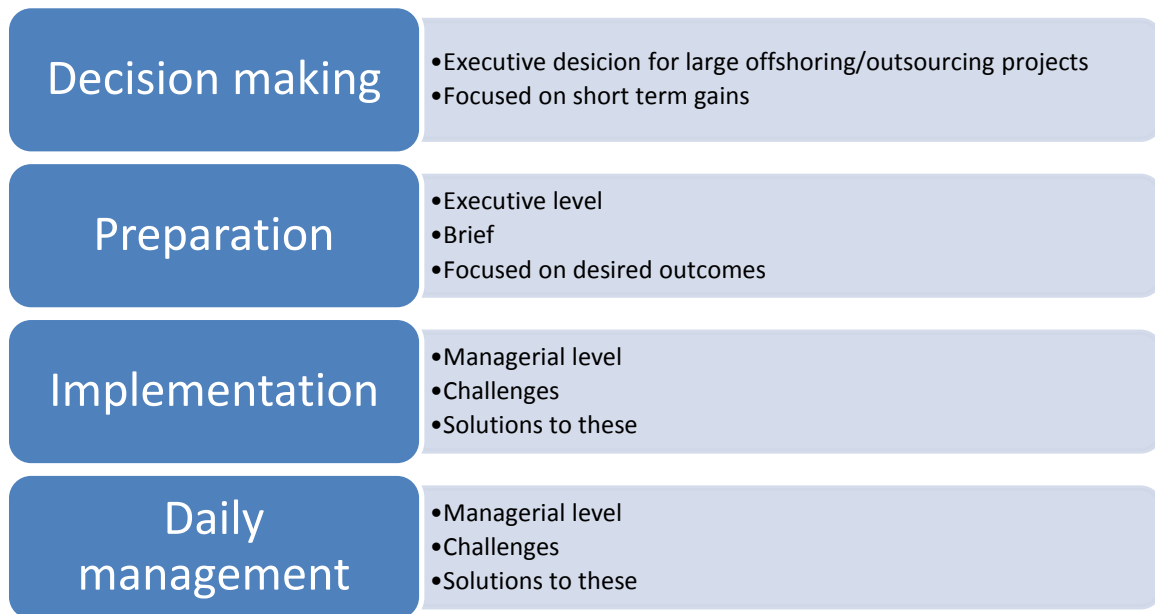 Decision making
•Executive desicion for large offshoring/outsourcing projects
•Focused on short term gains
Preparation
•Executive level
•Brief
•Focused on desired outcomes
Implementation
•Managerial level
•Challenges
•Solutions to these
Daily
management
•Managerial level
•Challenges
•Solutions to these